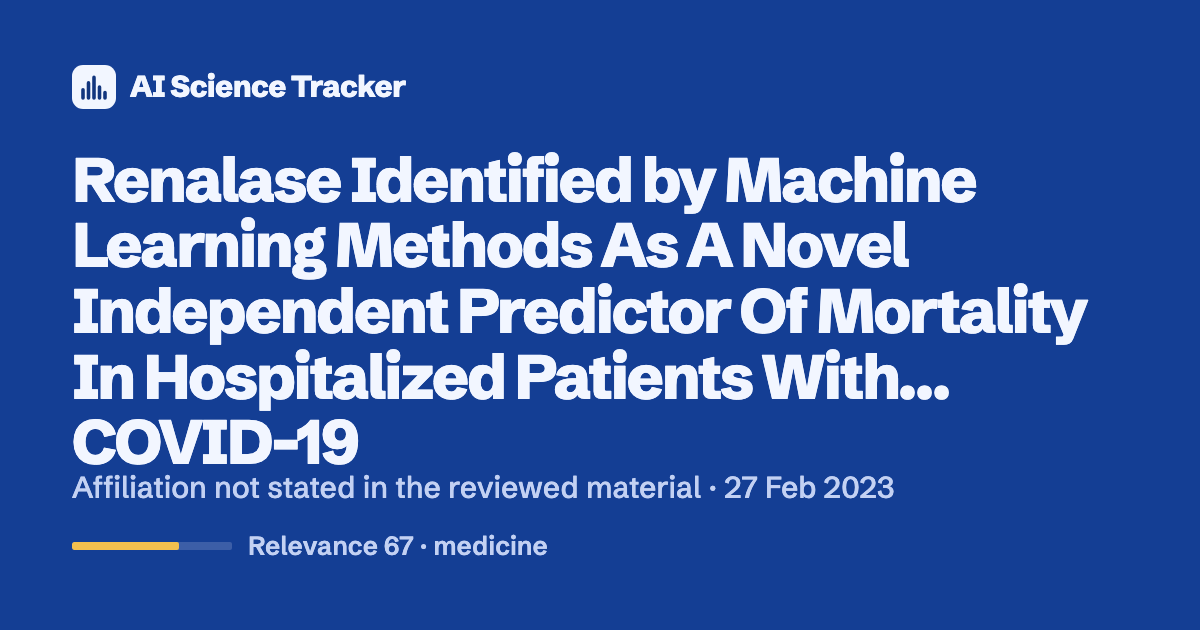 AI Science Tracker
Renalase Identified by Machine
Learning Methods As A Novel
Independent Predictor Of Mortality
In Hospitalized Patients With...
COVID-19
Affiliation not stated in the reviewed material · 27 Feb 2023
Relevance 67 · medicine